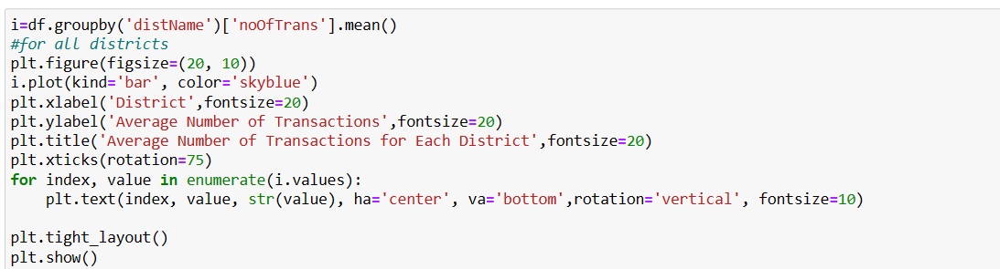 i=df.groupby('distName')['noOfTrans'].mean()
#for all districts
plt.figure(figsize=(20, 10))
i.plot(kind='bar', color='skyblue')
plt.xlabel('District',fontsize=20)
plt.ylabel('Average Number of Transactions',fontsize=20)
plt.title('Average Number of Transactions for Each District',fontsize=20)
plt.xticks(rotation=75)
for index, value in enumerate(i.values):
    plt.text(index, value, str(value), ha='center', va='bottom',rotation='vertical', fontsize=10)
plt.tight_layout()
plt.show()